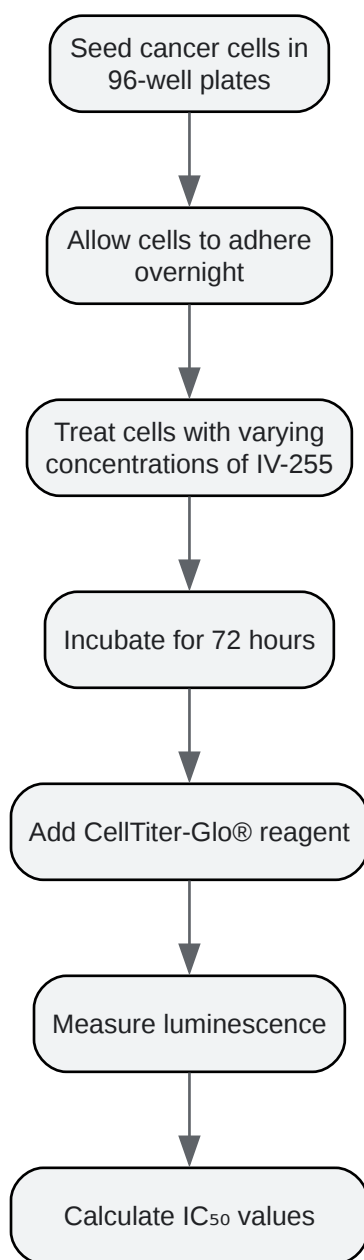 Seed cancer cells in
96-well plates
Allow cells to adhere
overnight
Treat cells with varying
concentrations of IV-255
Incubate for 72 hours
Add CellTiter-Glo® reagent
Measure luminescence
Calculate IC₅₀ values